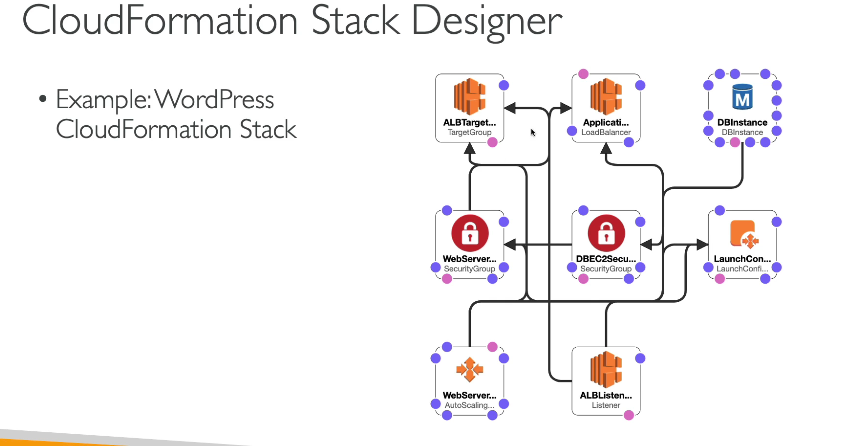 CloudFormation Stack Designer
• Example: WordPress
CloudFormation Stack
ALBTarget...
TargetGroup
Applicati...
LoadBalancer
M
DBInstance
DBInstance
WebServer...
SecurityGroup
DBEC2Secu...
SecurityGroup
LaunchCon...
LaunchConfi...
WebServer...
AutoScaling...
ALBListen...
Listener